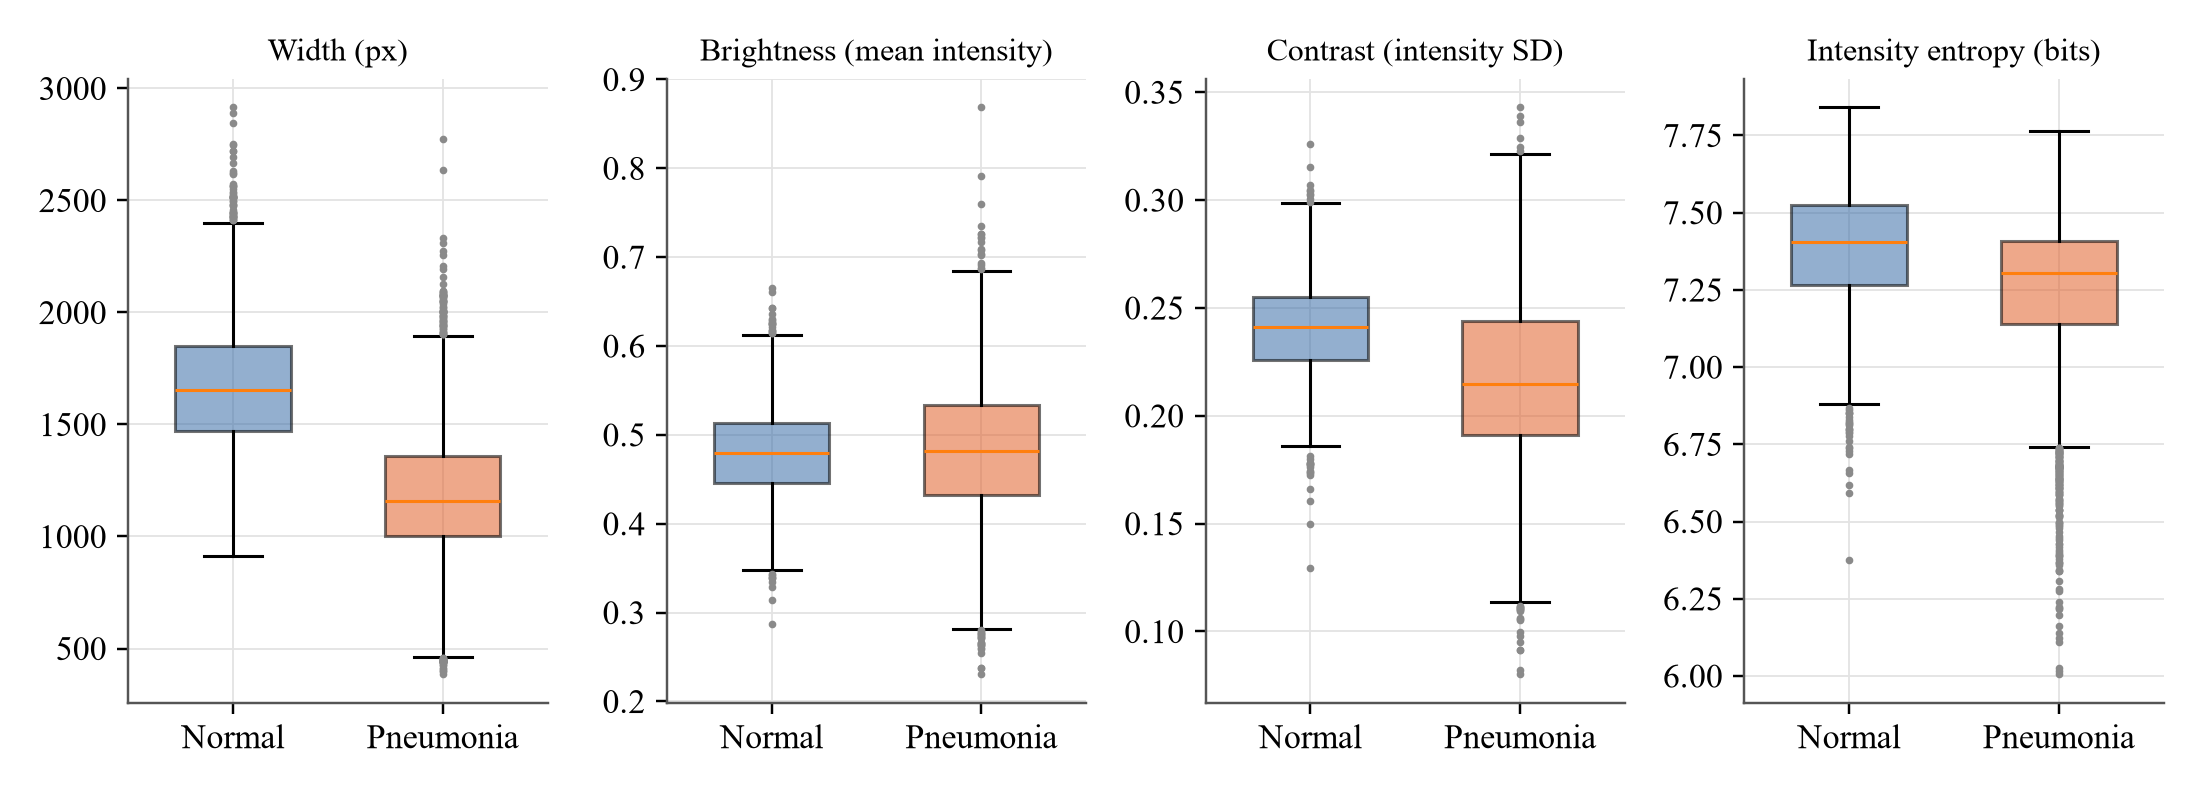 Width (px)
3000
2500
2000
1500
1000
500
Normal
Pneumonia
Brightness (mean intensity)
0.9
0.8
0.7
0.6
0.5
0.4
0.3
0.2
Normal
Pneumonia
Contrast (intensity SD)
0.35
0.30
0.25
0.20
0.15
0.10
Normal
Pneumonia
Intensity entropy (bits)
7.75
7.50
7.25
7.00
6.75
6.50
6.25
6.00
Normal
Pneumonia